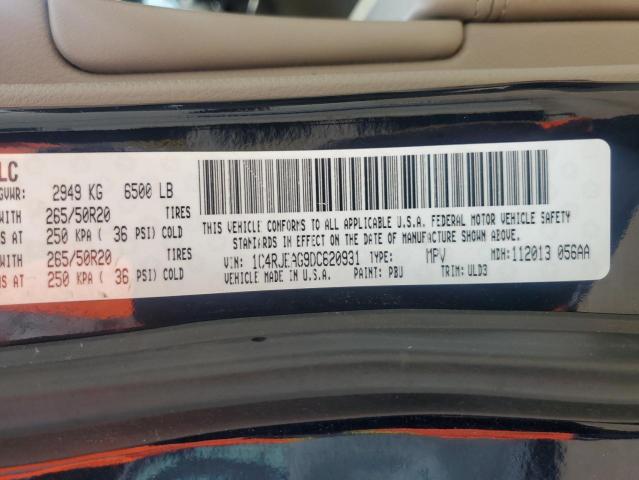 LC
GVWR: 2949 KG 6500 LB
WITH 265/50R20 TIRES
S AT 250 KPA ( 36 PSI) COLD
WITH 265/50R20 TIRES
S AT 250 KPA ( 36 PSI) COLD
THIS VEHICLE CONFORMS TO ALL APPLICABLE U.S.A. FEDERAL MOTOR VEHICLE SAFETY
STANDARDS IN EFFECT ON THE DATE OF MANUFACTURE SHOWN ABOVE.
VIN: 1C4RJEAG9DC620931 TYPE: MPV MDH: 112013 056AA
VEHICLE MADE IN U.S.A. PAINT: PBU TRIM: ULD3